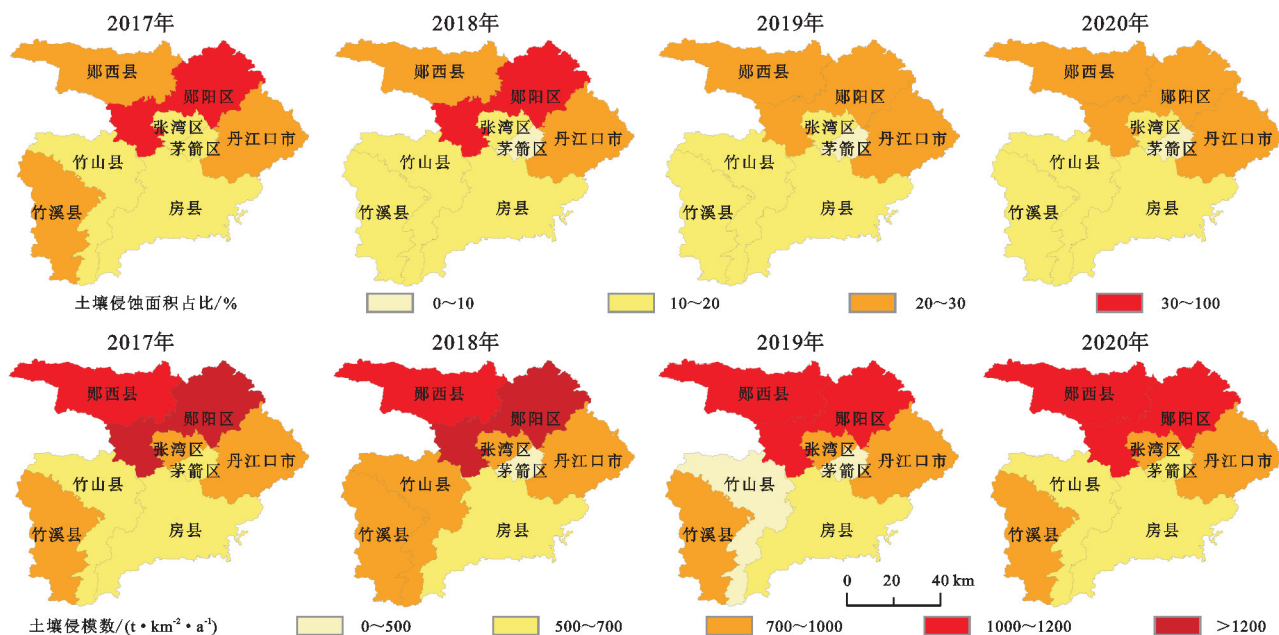 2017年
2018年
2019年
2020年
郧西县
郧阳区
张湾区
茅箭区
丹江口市
竹山县
竹溪县
房县
郧西县
郧阳区
张湾区
茅箭区
丹江口市
竹山县
竹溪县
房县
郧西县
郧阳区
张湾区
茅箭区
丹江口市
竹山县
竹溪县
房县
郧西县
郧阳区
张湾区
茅箭区
丹江口市
竹山县
竹溪县
房县
土壤侵蚀面积占比/%
0~10
10~20
20~30
30~100
2017年
2018年
2019年
2020年
郧西县
郧阳区
张湾区
茅箭区
丹江口市
竹山县
竹溪县
房县
郧西县
郧阳区
张湾区
茅箭区
丹江口市
竹山县
竹溪县
房县
郧西县
郧阳区
张湾区
茅箭区
丹江口市
竹山县
竹溪县
房县
郧西县
郧阳区
张湾区
茅箭区
丹江口市
竹山县
竹溪县
房县
0 20 40 km
土壤侵模数/(t·km⁻²·a⁻¹)
0~500
500~700
700~1000
1000~1200
>1200